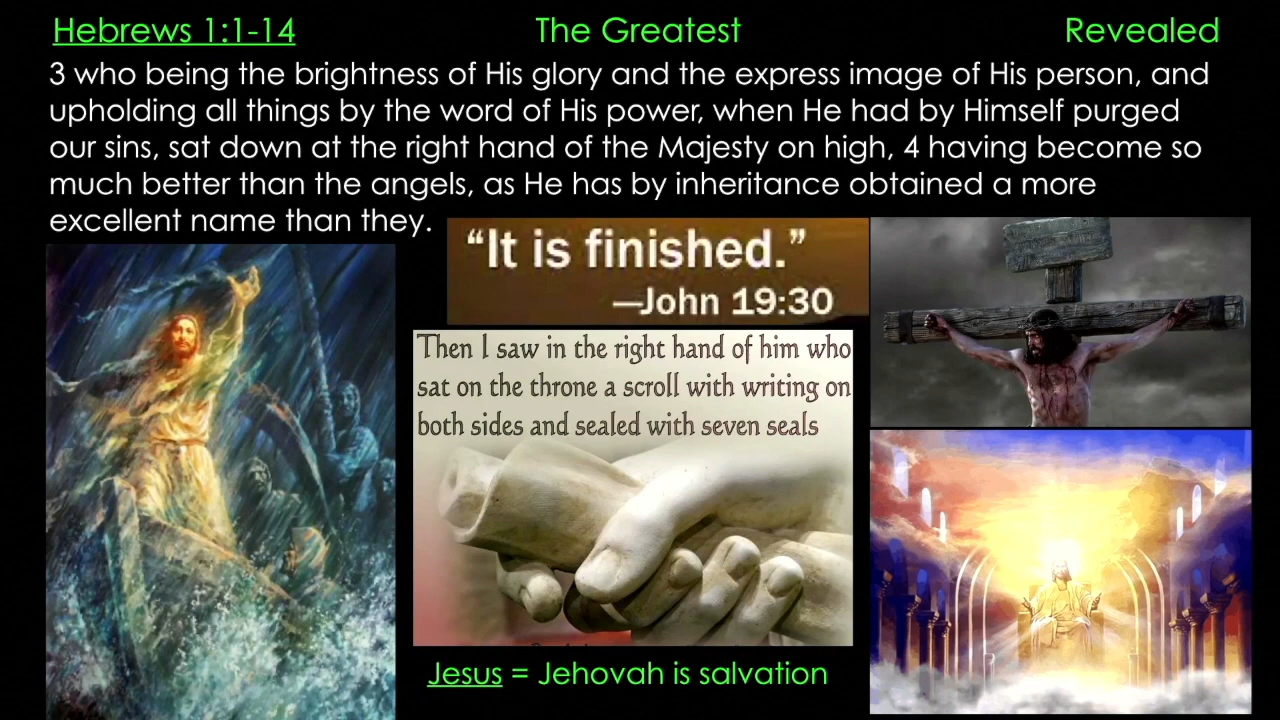 Hebrews 1:1-14 The Greatest Revealed
3 who being the brightness of His glory and the express image of His person, and
upholding all things by the word of His power, when He had by Himself purged
our sins, sat down at the right hand of the Majesty on high, 4 having become so
much better than the angels, as He has by inheritance obtained a more
excellent name than they.
“It is finished.”
—John 19:30
Then I saw in the right hand of him who
sat on the throne a scroll with writing on
both sides and sealed with seven seals
Jesus = Jehovah is salvation